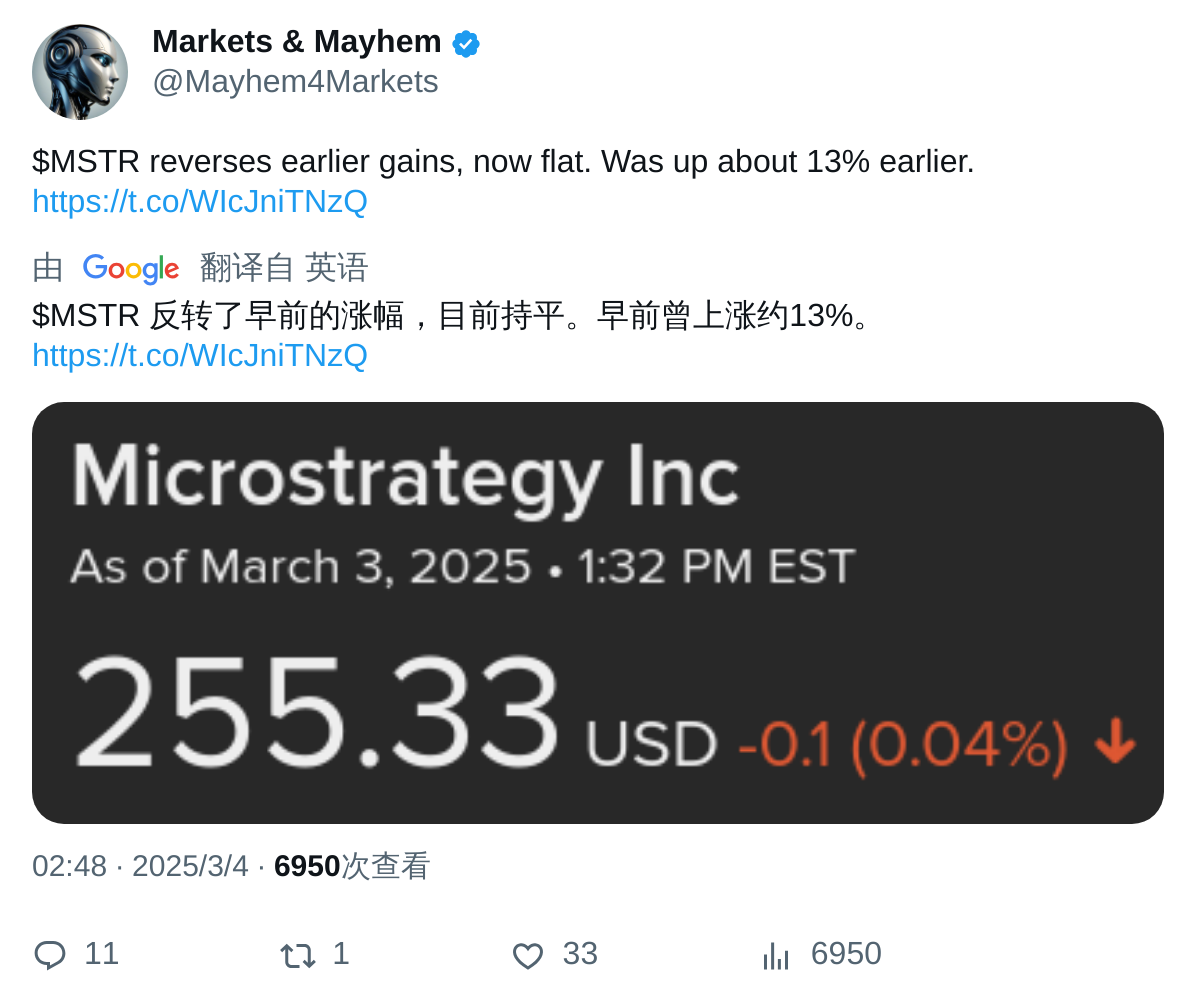 Markets & Mayhem
@Mayhem4Markets
$MSTR reverses earlier gains, now flat. Was up about 13% earlier.
https://t.co/WIcJniTNzQ
由 Google 翻译自 英语
$MSTR 反转了早前的涨幅，目前持平。早前曾上涨约13%。
https://t.co/WIcJniTNzQ
Microstrategy Inc
As of March 3, 2025 • 1:32 PM EST
255.33 USD -0.1 (0.04%) ↓
02:48 · 2025/3/4 · 6950次查看
11 1 33 6950